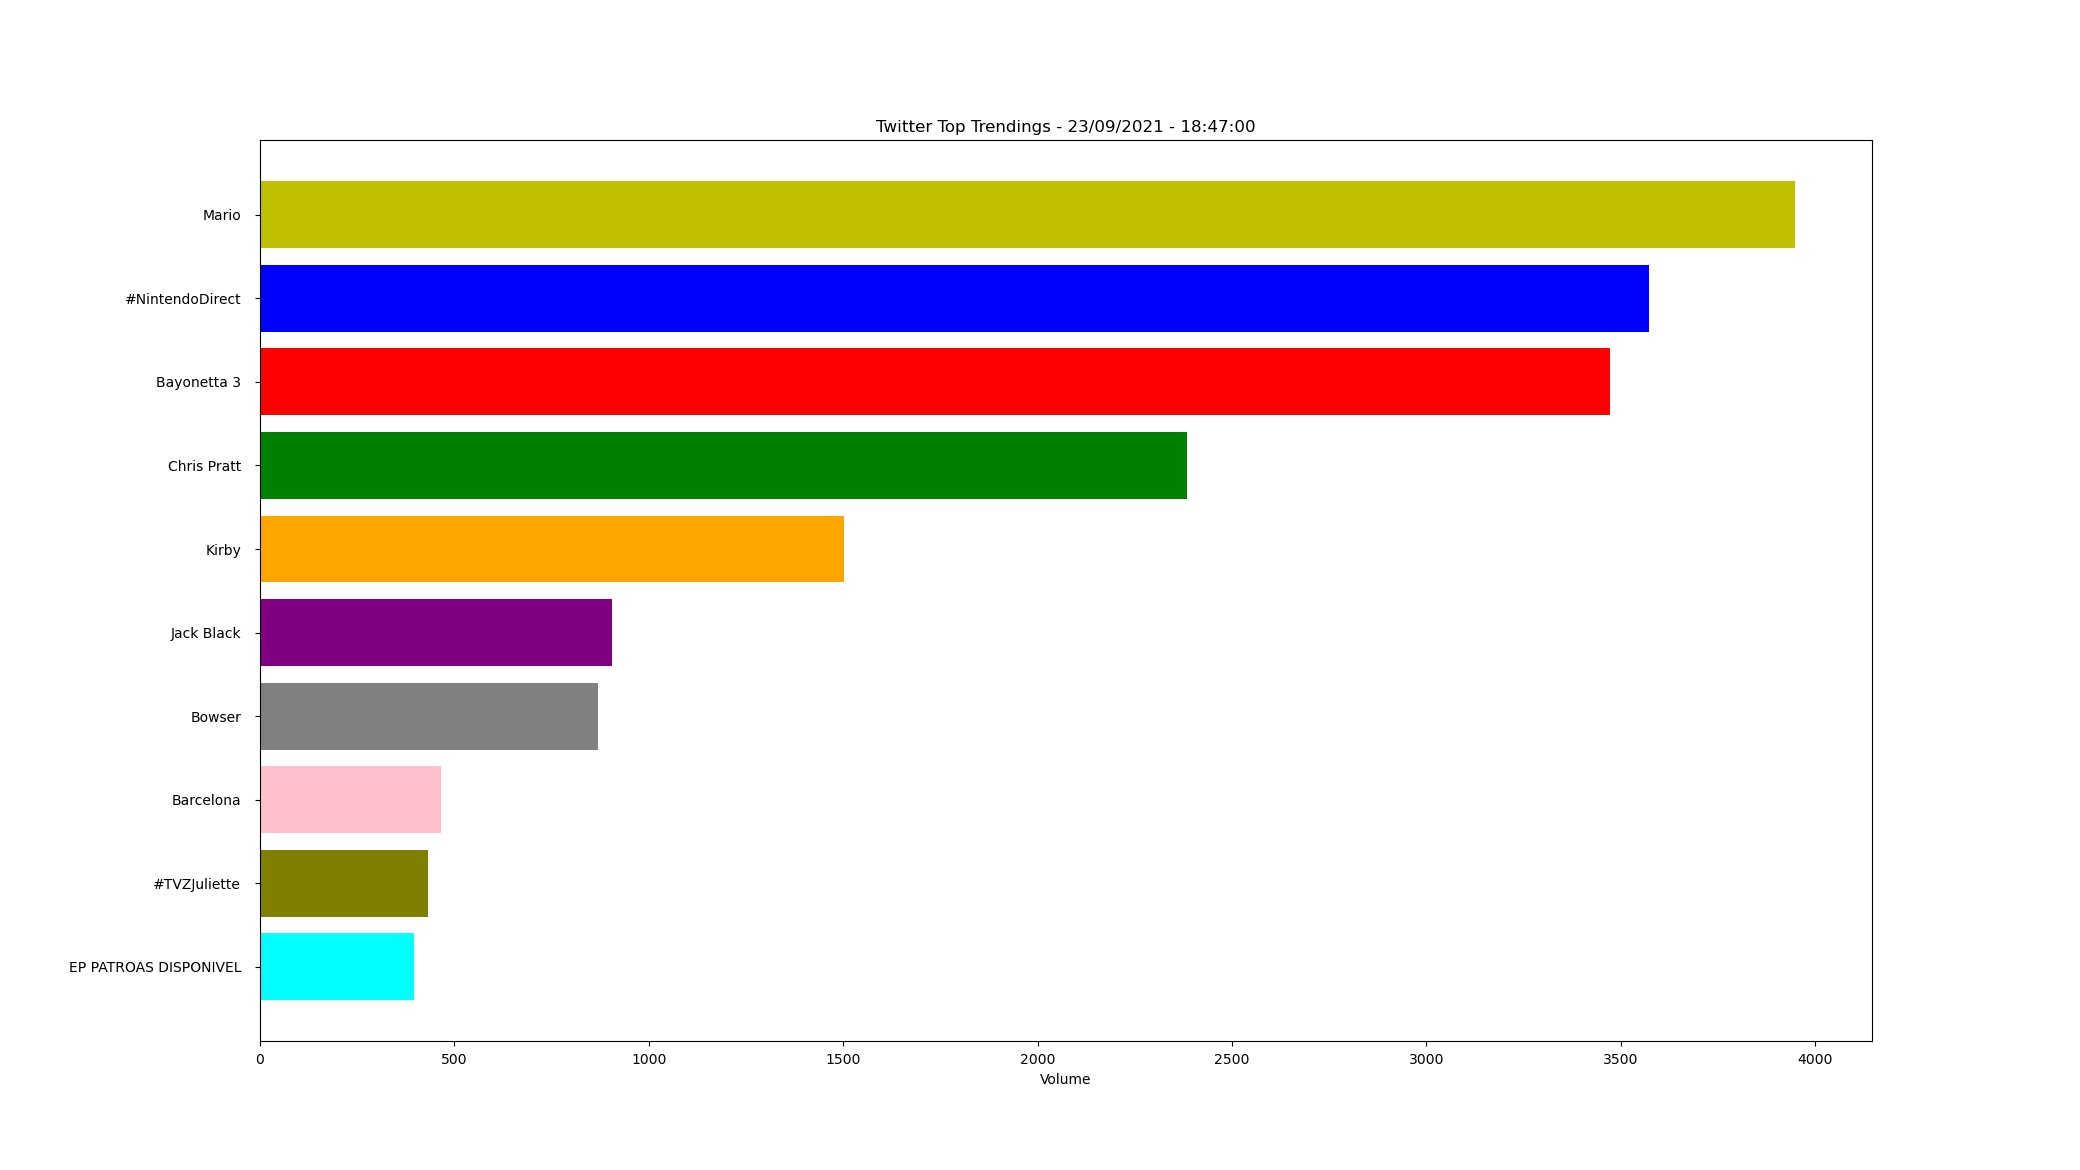 Twitter Top Trendings - 23/09/2021 - 18:47:00
Mario
#NintendoDirect
Bayonetta 3
Chris Pratt
Kirby
Jack Black
Bowser
Barcelona
#TVZJuliette
EP PATROAS DISPONIVEL
0 500 1000 1500 2000 2500 3000 3500 4000
Volume